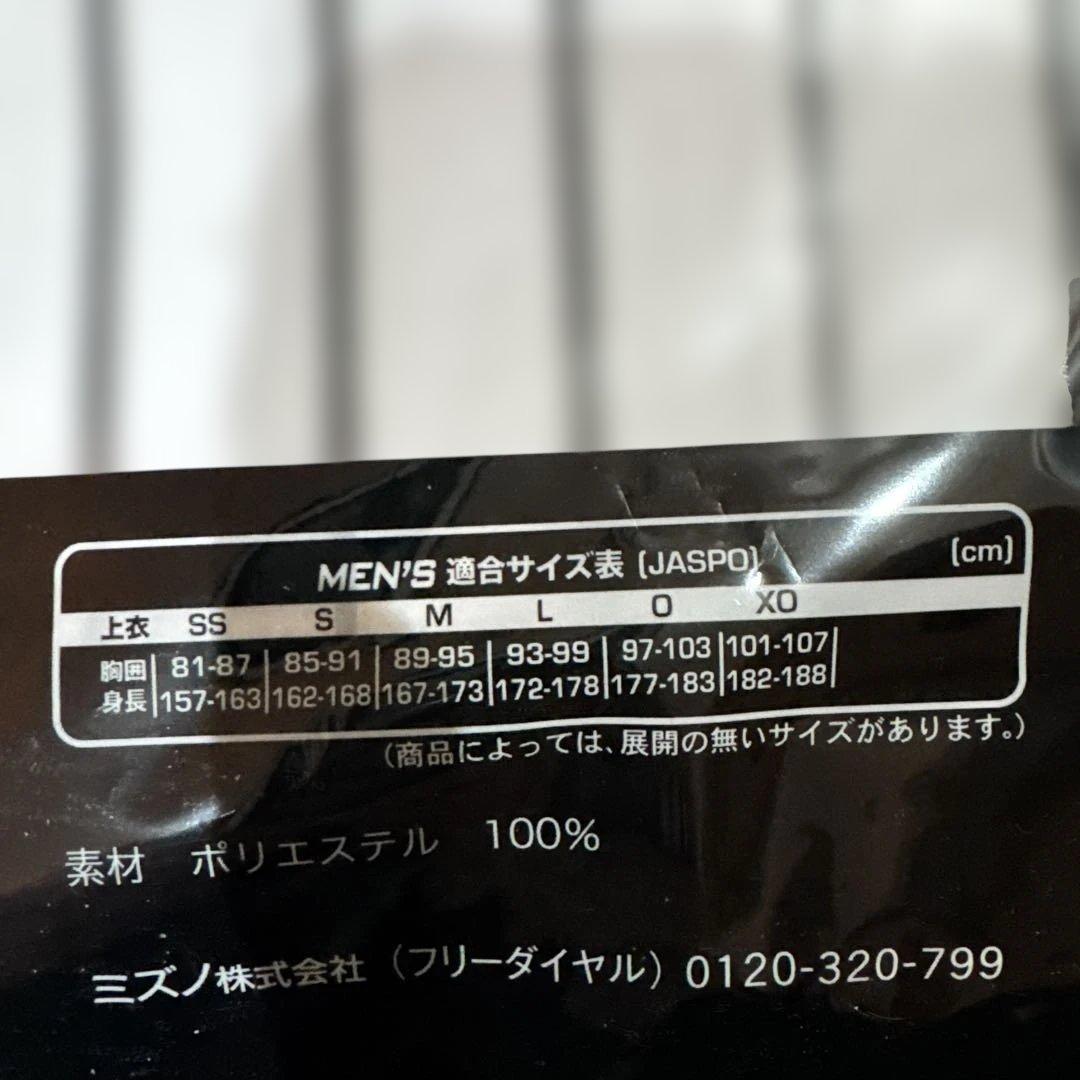 MEN'S 適合サイズ表 (JASPO) (cm)
上衣 SS S M L O XO
胸囲 81-87 85-91 89-95 93-99 97-103 101-107
身長 157-163 162-168 167-173 172-178 177-183 182-188
(商品によっては、展開の無いサイズがあります。)
素材 ポリエステル 100%
ミズノ株式会社 (フリーダイヤル) 0120-320-799